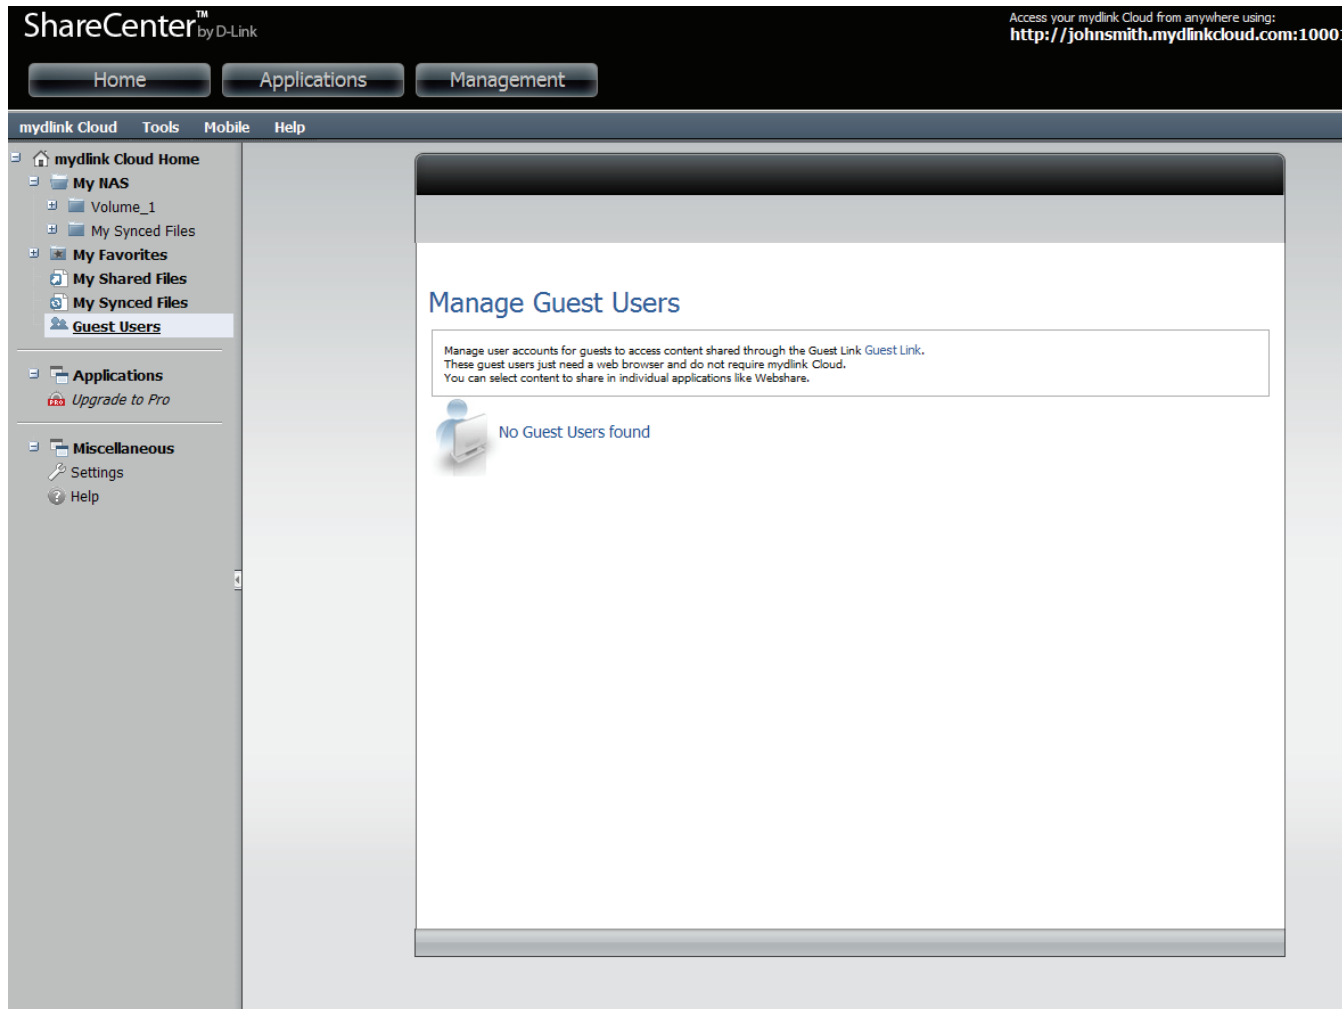 ShareCenter™ by D-Link
Access your mydlink Cloud from anywhere using:
http://johnsmith.mydlinkcloud.com:10001
Home Applications Management
mydlink Cloud Tools Mobile Help
mydlink Cloud Home
My NAS
Volume_1
My Synced Files
My Favorites
My Shared Files
My Synced Files
Guest Users
Applications
PRO Upgrade to Pro
Miscellaneous
Settings
Help
Manage Guest Users
Manage user accounts for guests to access content shared through the Guest Link Guest Link.
These guest users just need a web browser and do not require mydlink Cloud.
You can select content to share in individual applications like Webshare.
No Guest Users found